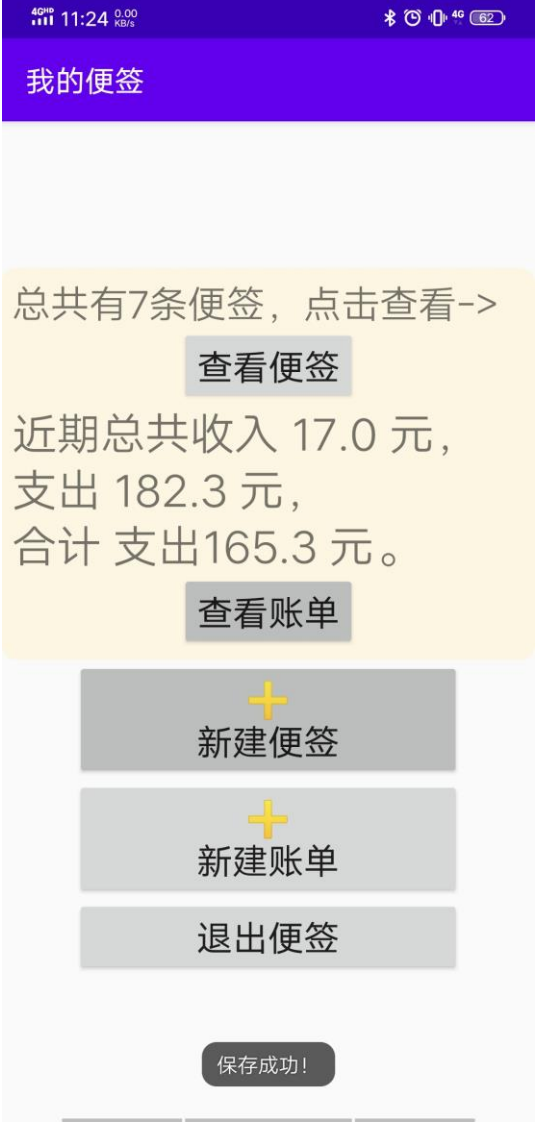 4GHD 11:24 0.00 KB/s 4G 62
我的便签
总共有7条便签，点击查看->
查看便签
近期总共收入 17.0 元，
支出 182.3 元，
合计 支出165.3 元。
查看账单
新建便签
新建账单
退出便签
保存成功！